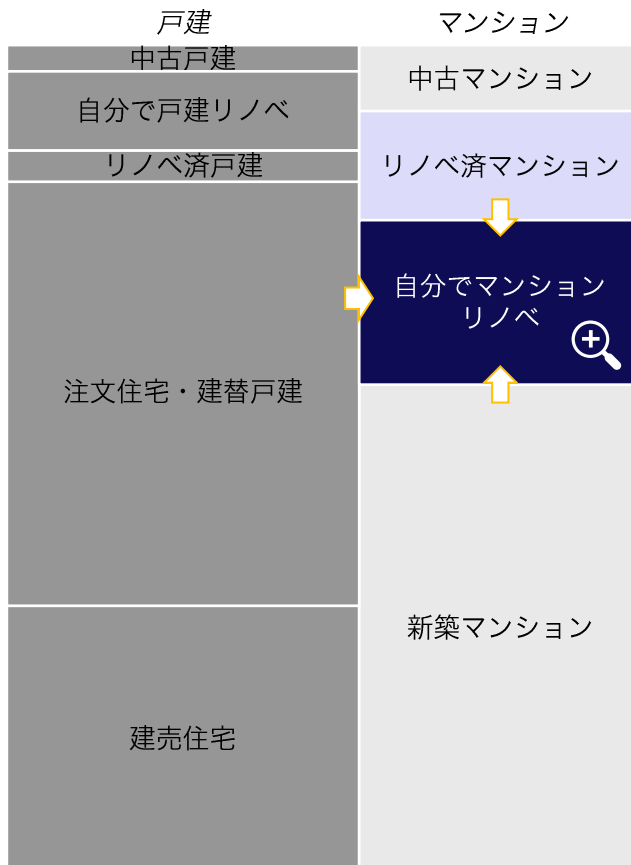 戸建
マンション
中古戸建
自分で戸建リノベ
リノベ済戸建
注文住宅・建替戸建
建売住宅
中古マンション
リノベ済マンション
自分でマンション
リノベ
新築マンション